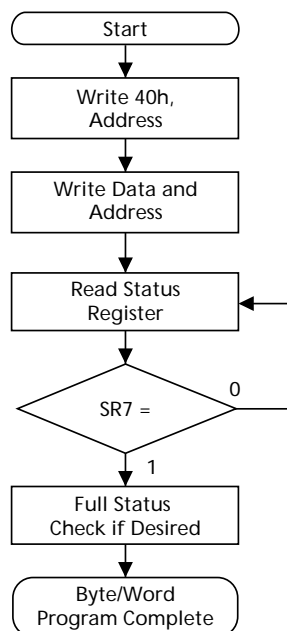 Start
Write 40h,
Address
Write Data and
Address
Read Status
Register
SR7 =
0
1
Full Status
Check if Desired
Byte/Word
Program Complete